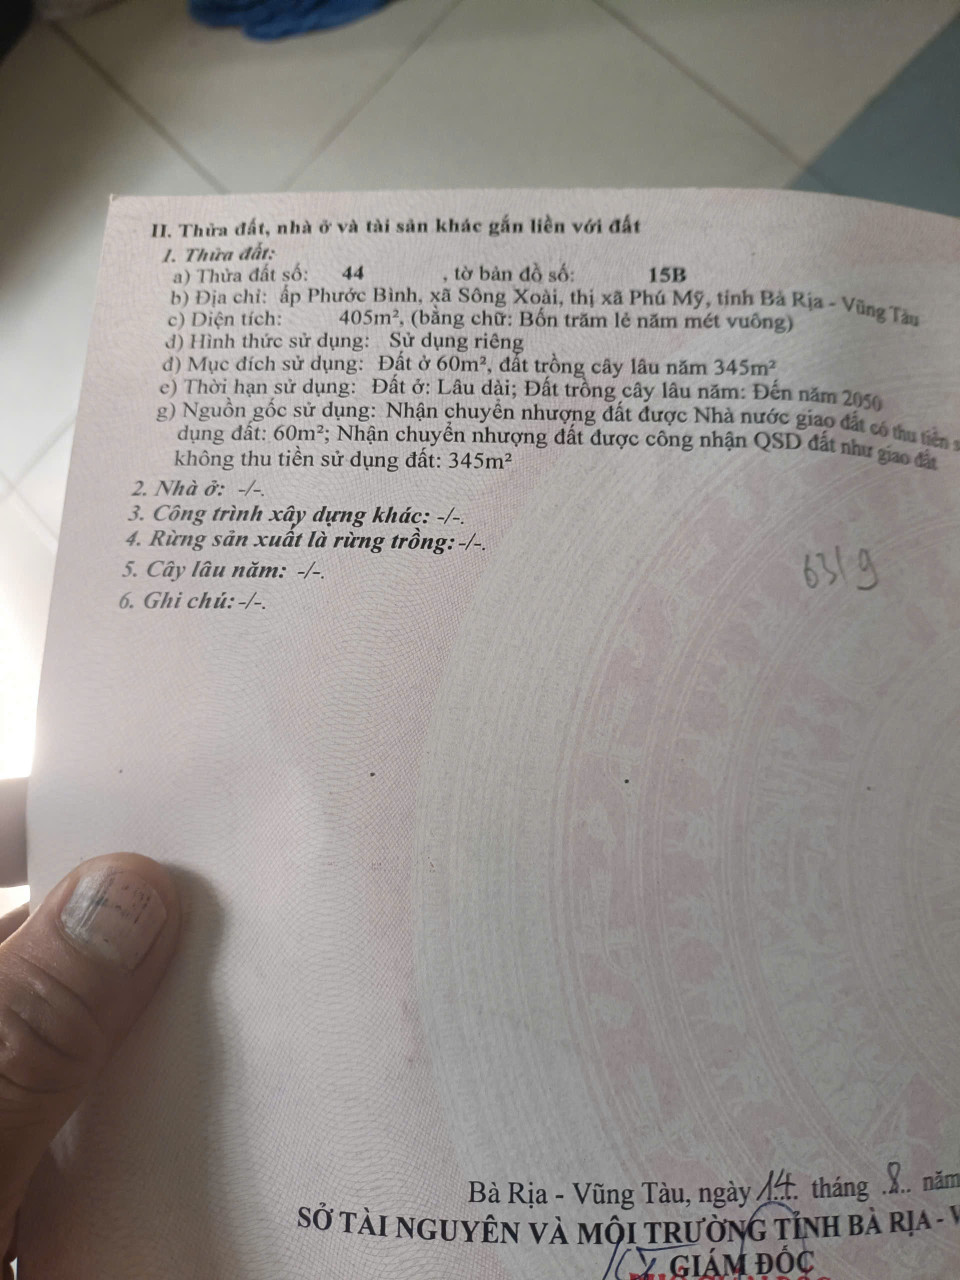 II. Thửa đất, nhà ở và tài sản khác gắn liền với đất
1. Thửa đất:
a) Thửa đất số: 44 , tờ bản đồ số: 15B
b) Địa chỉ: ấp Phước Bình, xã Sông Xoài, thị xã Phú Mỹ, tỉnh Bà Rịa - Vũng Tàu
c) Diện tích: 405m², (bằng chữ: Bốn trăm lẻ năm mét vuông)
d) Hình thức sử dụng: Sử dụng riêng
đ) Mục đích sử dụng: Đất ở 60m², đất trồng cây lâu năm 345m²
e) Thời hạn sử dụng: Đất ở: Lâu dài; Đất trồng cây lâu năm: Đến năm 2050
g) Nguồn gốc sử dụng: Nhận chuyển nhượng đất được Nhà nước giao đất có thu tiền
dụng đất: 60m²; Nhận chuyển nhượng đất được công nhận QSD đất như giao đất
không thu tiền sử dụng đất: 345m²
2. Nhà ở: -/-.
3. Công trình xây dựng khác: -/-.
4. Rừng sản xuất là rừng trồng: -/-.
5. Cây lâu năm: -/-.
6. Ghi chú: -/-.
Bà Rịa - Vũng Tàu, ngày 14 tháng 8 năm
SỞ TÀI NGUYÊN VÀ MÔI TRƯỜNG TỈNH BÀ RỊA -
GIÁM ĐỐC